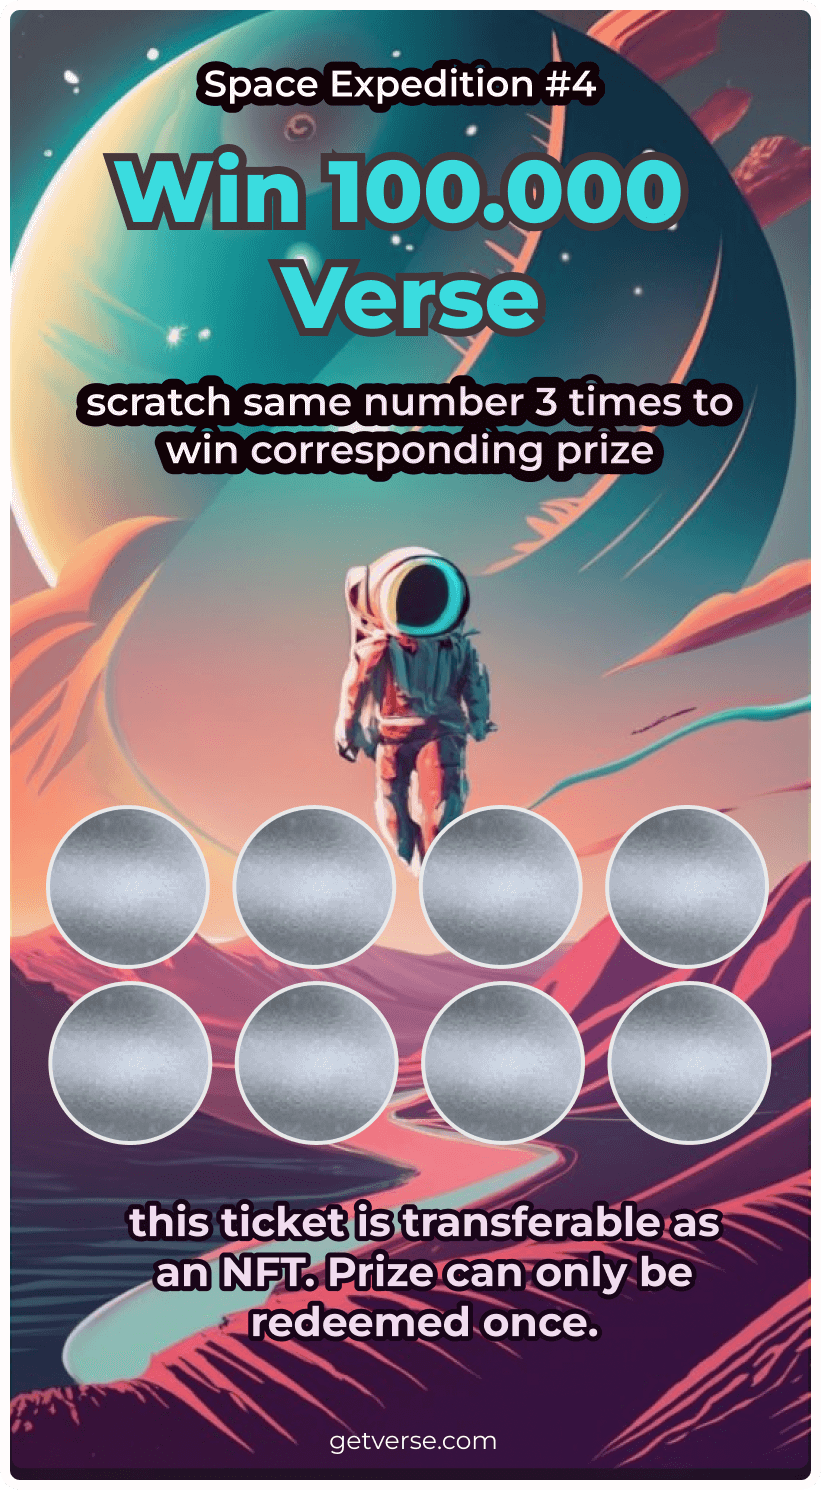 Space Expedition #4
Win 100.000
Verse
scratch same number 3 times to
win corresponding prize
this ticket is transferable as
an NFT. Prize can only be
redeemed once.
getverse.com